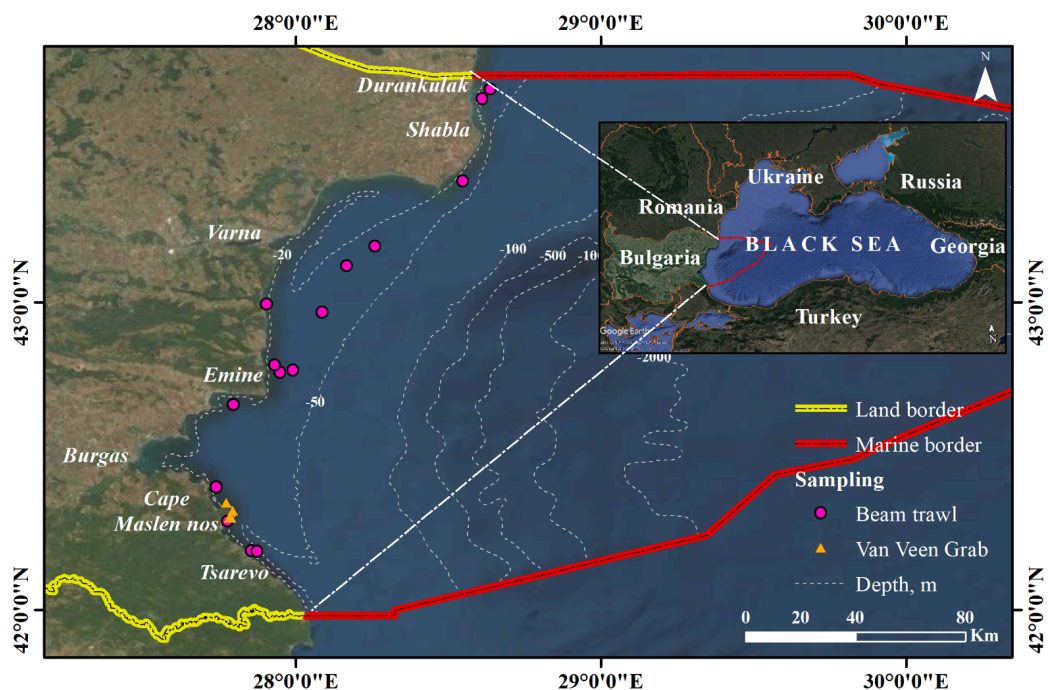 28°0'0"E 29°0'0"E 30°0'0"E
Durankulak
Shabla
N
Varna
-20
-100
-500
-100
43°0'0"N
43°0'0"N
Ukraine
Russia
Romania
BLACK SEA
Georgia
Bulgaria
Turkey
Google Earth
N
-2000
Emine
-50
Burgas
Cape
Maslen nos
Tsarevo
Land border
Marine border
Sampling
Beam trawl
Van Veen Grab
Depth, m
0 20 40 80
Km
42°0'0"N
42°0'0"N
28°0'0"E 29°0'0"E 30°0'0"E